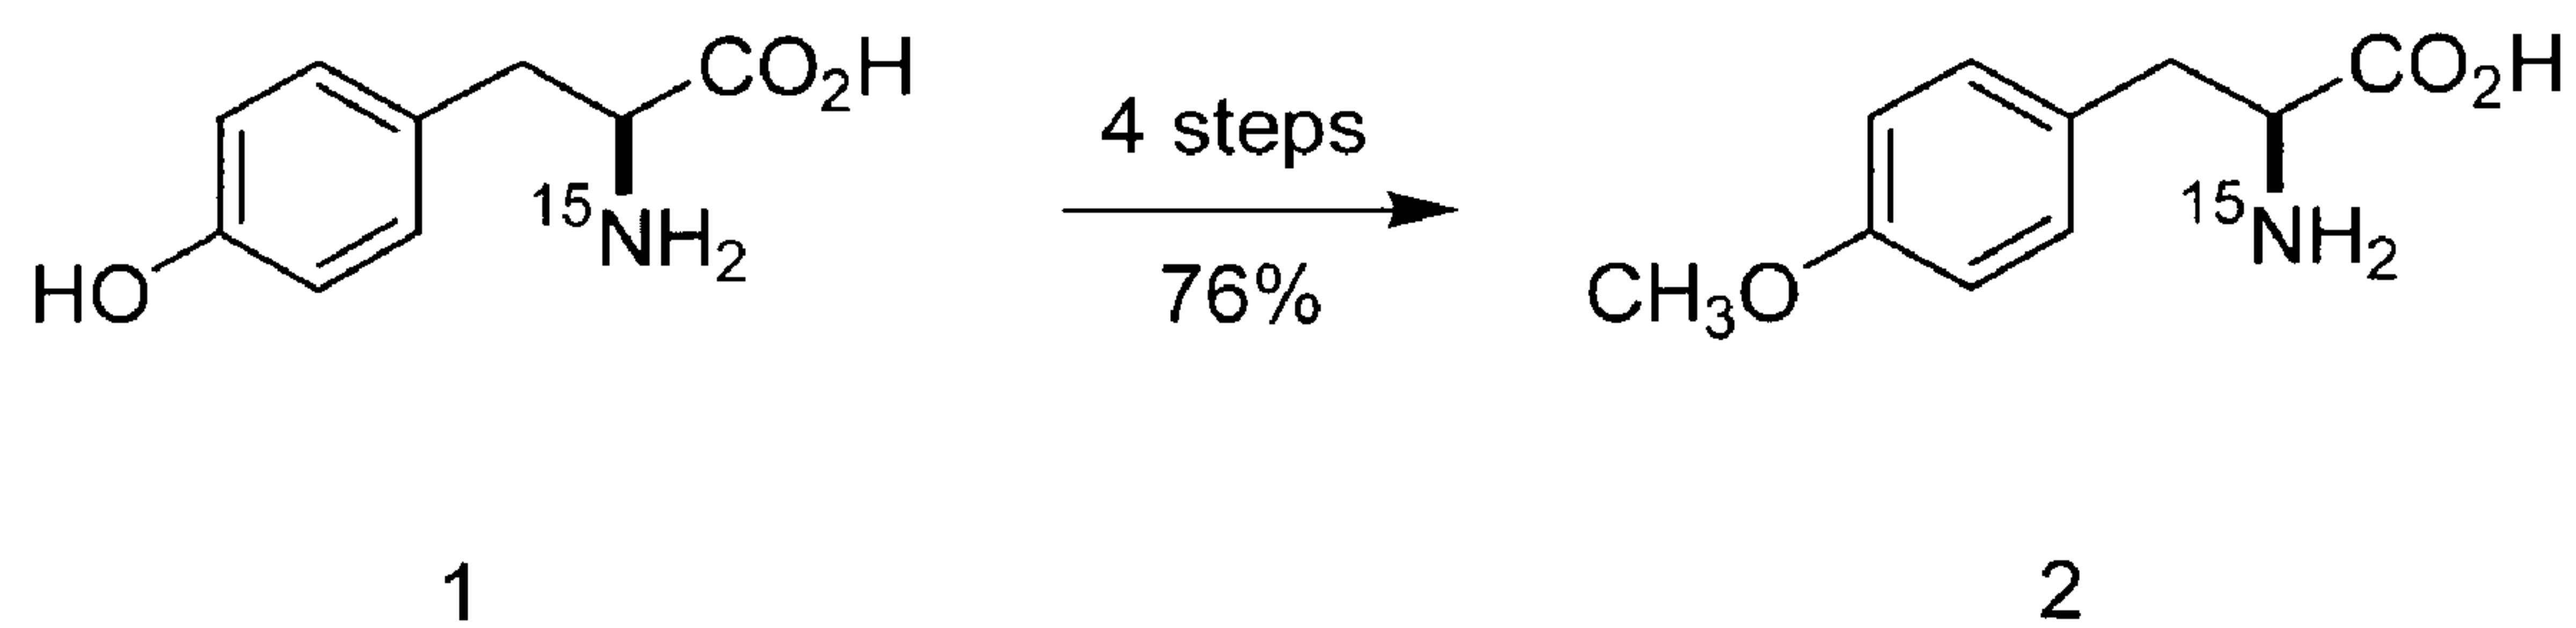 CO₂H
¹⁵NH₂
HO
4 steps
76%
CO₂H
¹⁵NH₂
CH₃O
1
2